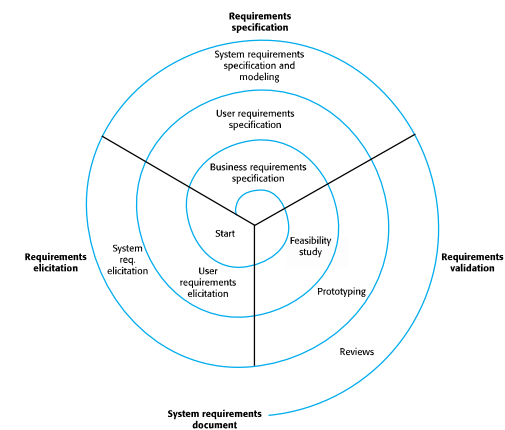 Requirements
specification
System requirements
specification and
modeling
User requirements
specification
Business requirements
specification
Start
Feasibility
study
System
req.
elicitation
User
requirements
elicitation
Requirements
elicitation
Requirements
validation
Prototyping
Reviews
System requirements
document